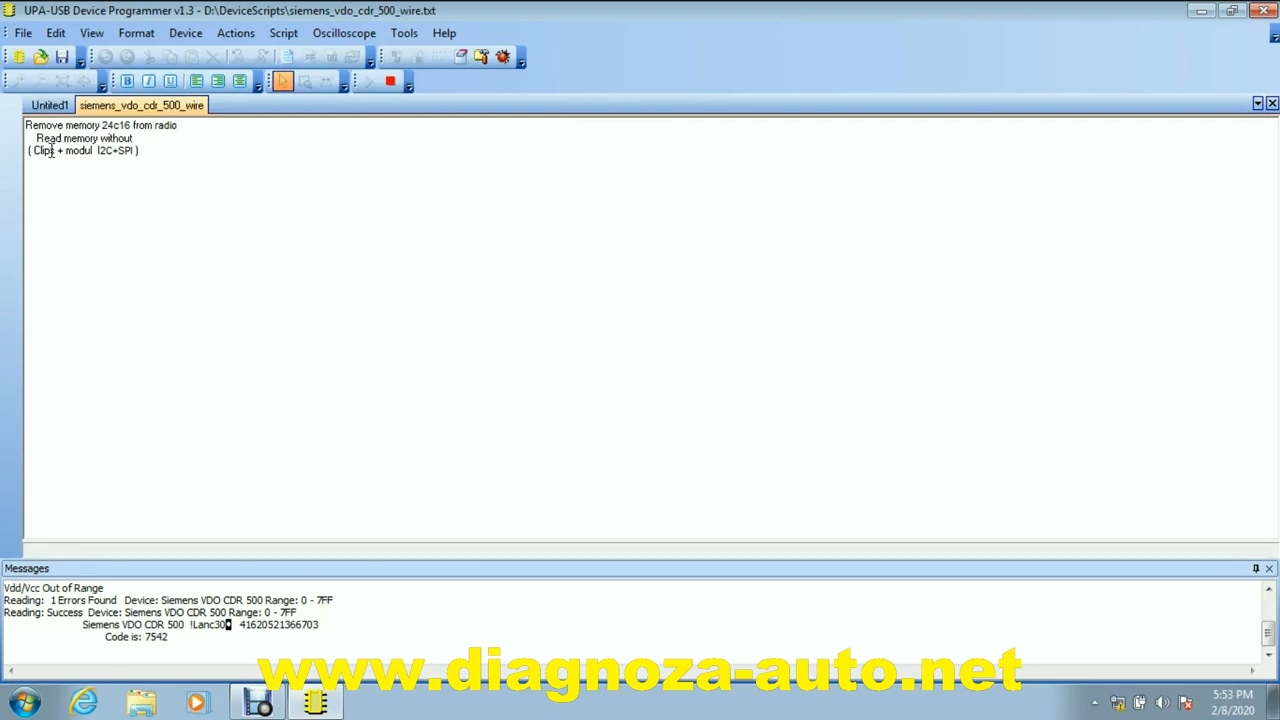 UPA-USB Device Programmer v1.3 - D:\DeviceScripts\siemens_vdo_cdr_500_wire.txt
File Edit View Format Device Actions Script Oscilloscope Tools Help
B I U
Untited1 siemens_vdo_cdr_500_wire
Remove memory 24c16 from radio
Read memory without
( Clips + modul I2C+SPI )
Messages
Vdd/Vcc Out of Range
Reading: 1 Errors Found Device: Siemens VDO CDR 500 Range: 0 - 7FF
Reading: Success Device: Siemens VDO CDR 500 Range: 0 - 7FF
Siemens VDO CDR 500 !Lanc30 41620521366703
Code is: 7542
www.diagnoza-auto.net
5:53 PM
2/8/2020